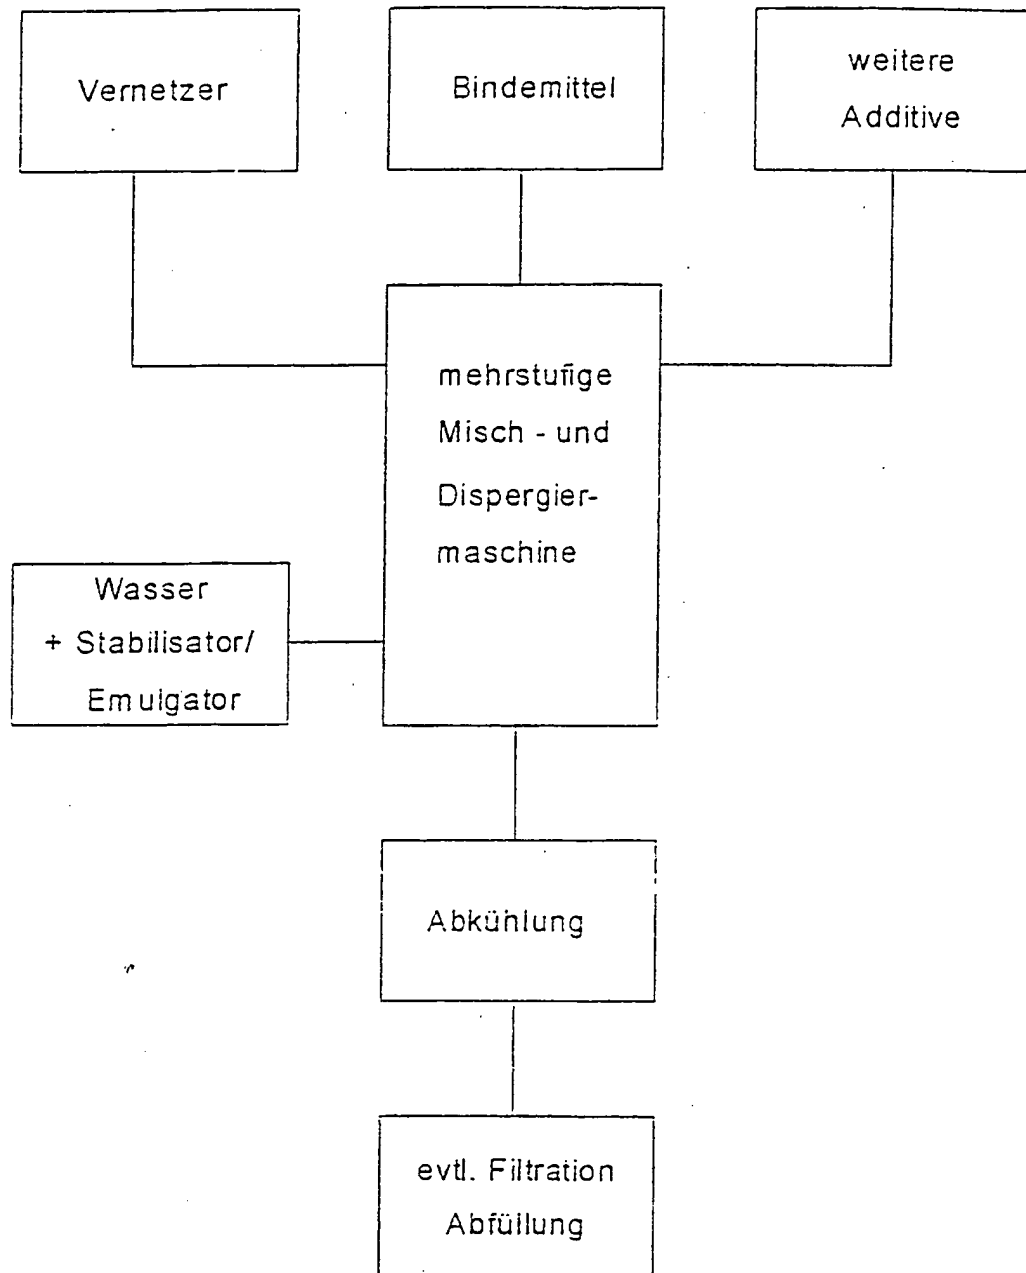 Vernetzer
Bindemittel
weitere
Additive
mehrstufige
Misch - und
Dispergier-
maschine
Wasser
+ Stabilisator/
Emulgator
Abkühlung
evtl. Filtration
Abfüllung